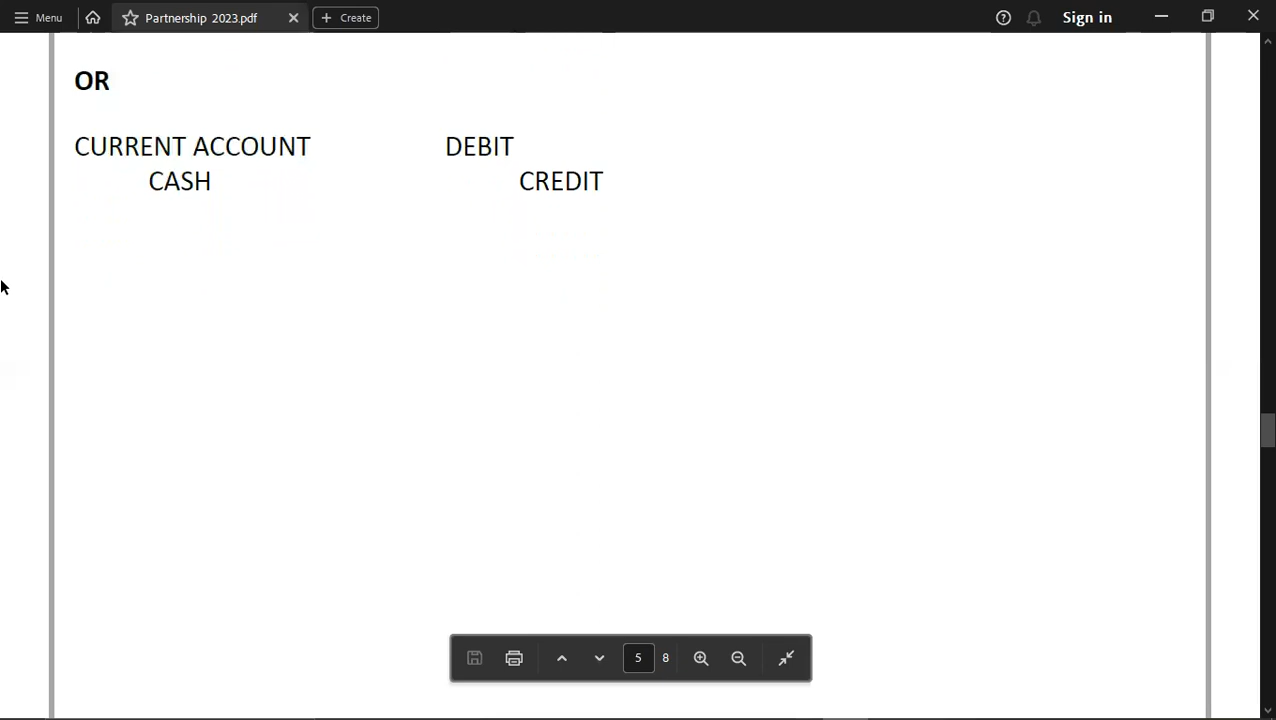 Menu Partnership 2023.pdf Create Sign in
OR
CURRENT ACCOUNT DEBIT
CASH CREDIT
5 8